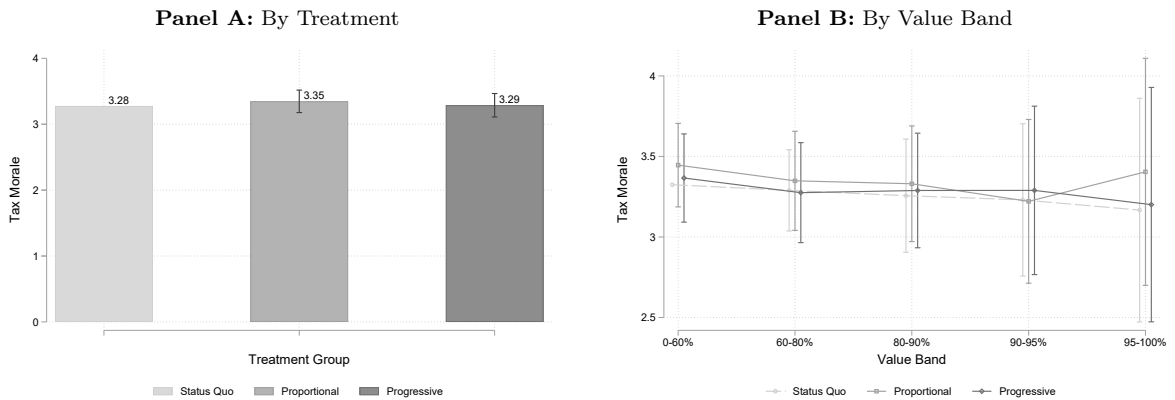 Panel A: By Treatment
4
3
2
1
0
Tax Morale
3.28
3.35
3.29
Treatment Group
Status Quo
Proportional
Progressive
Panel B: By Value Band
4
3.5
3
2.5
Tax Morale
0-60%
60-80%
80-90%
90-95%
95-100%
Value Band
Status Quo
Proportional
Progressive